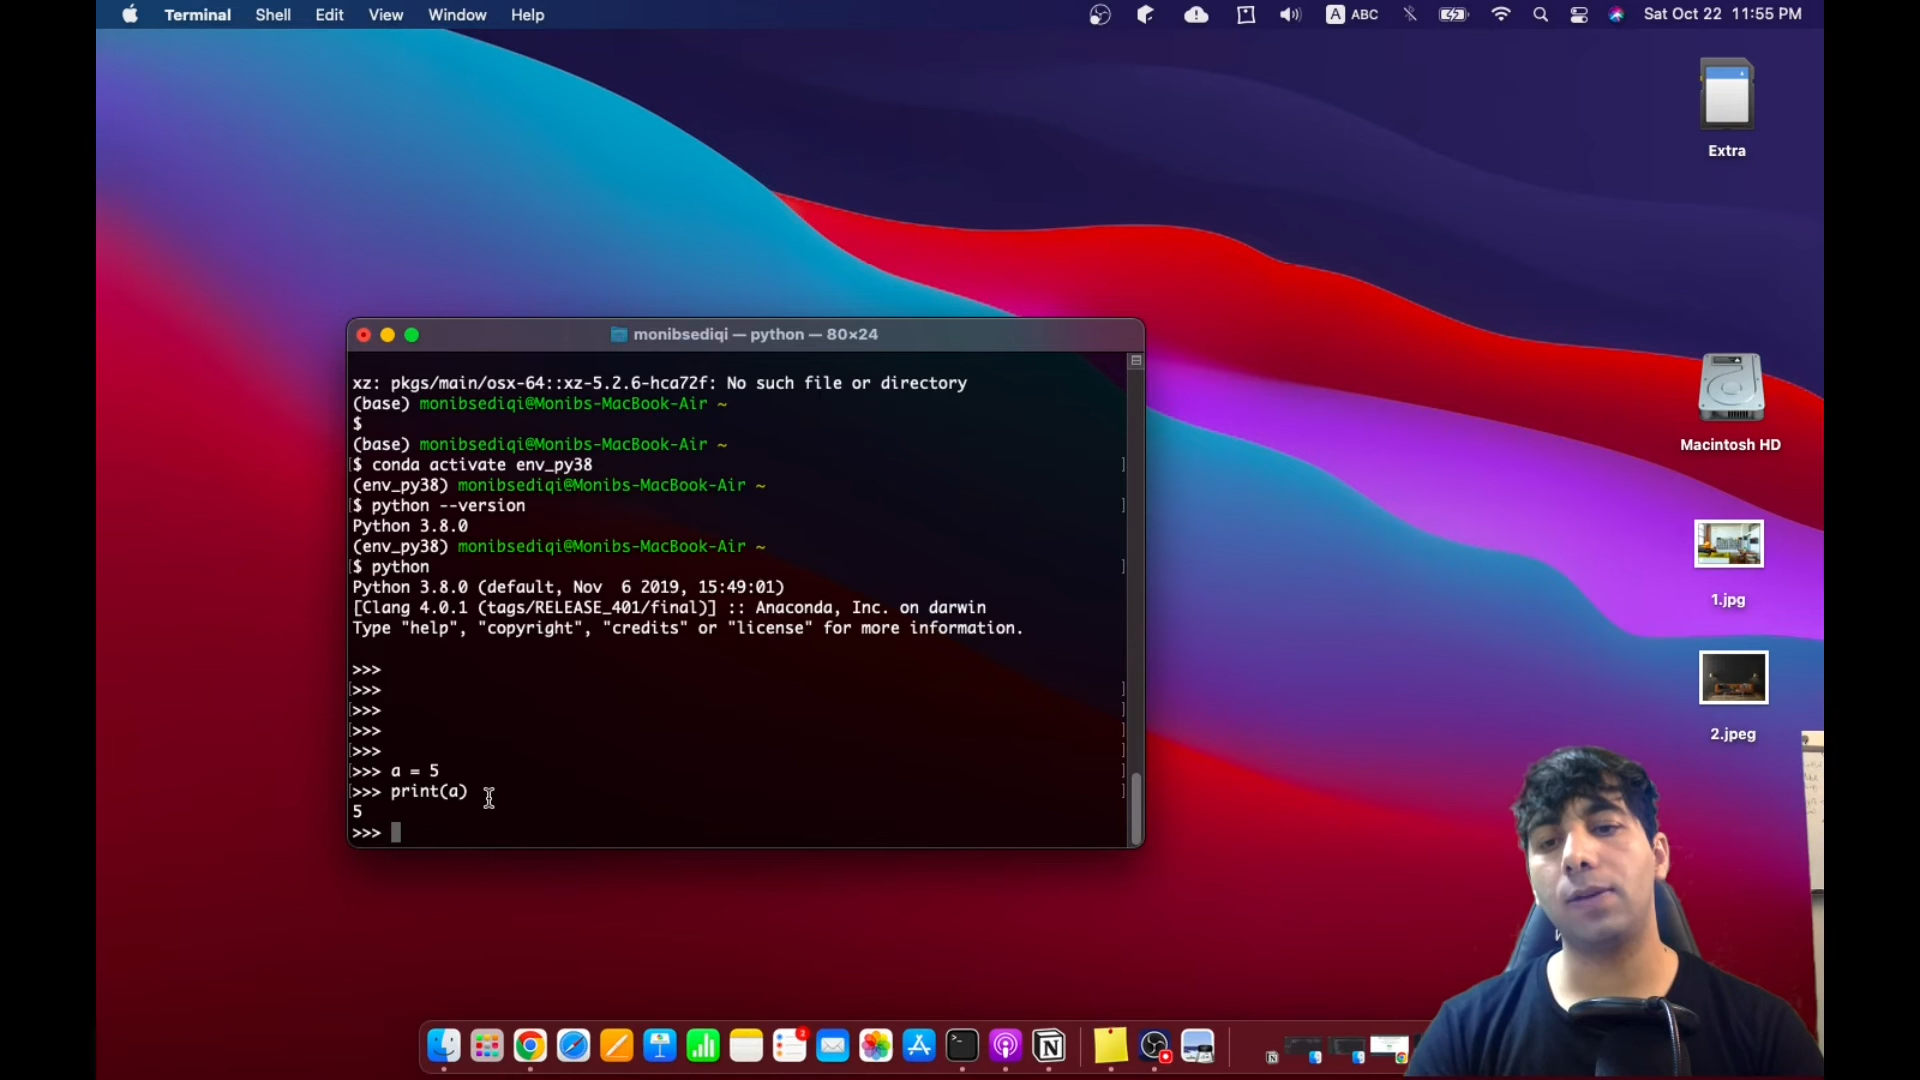 Terminal Shell Edit View Window Help
A ABC Sat Oct 22 11:55 PM
Extra
monibsediqi — python — 80×24
xz: pkgs/main/osx-64::xz-5.2.6-hca72f: No such file or directory
(base) monibsediqi@Monibs-MacBook-Air ~
$
(base) monibsediqi@Monibs-MacBook-Air ~
[$ conda activate env_py38 ]
(env_py38) monibsediqi@Monibs-MacBook-Air ~
[$ python --version ]
Python 3.8.0
(env_py38) monibsediqi@Monibs-MacBook-Air ~
[$ python ]
Python 3.8.0 (default, Nov  6 2019, 15:49:01)
[Clang 4.0.1 (tags/RELEASE_401/final)] :: Anaconda, Inc. on darwin
Type "help", "copyright", "credits" or "license" for more information.
>>>
[>>> ]
[>>> ]
[>>> ]
[>>> ]
[>>> a = 5 ]
[>>> print(a) ]
5
>>>
Macintosh HD
1.jpg
2.jpeg
2